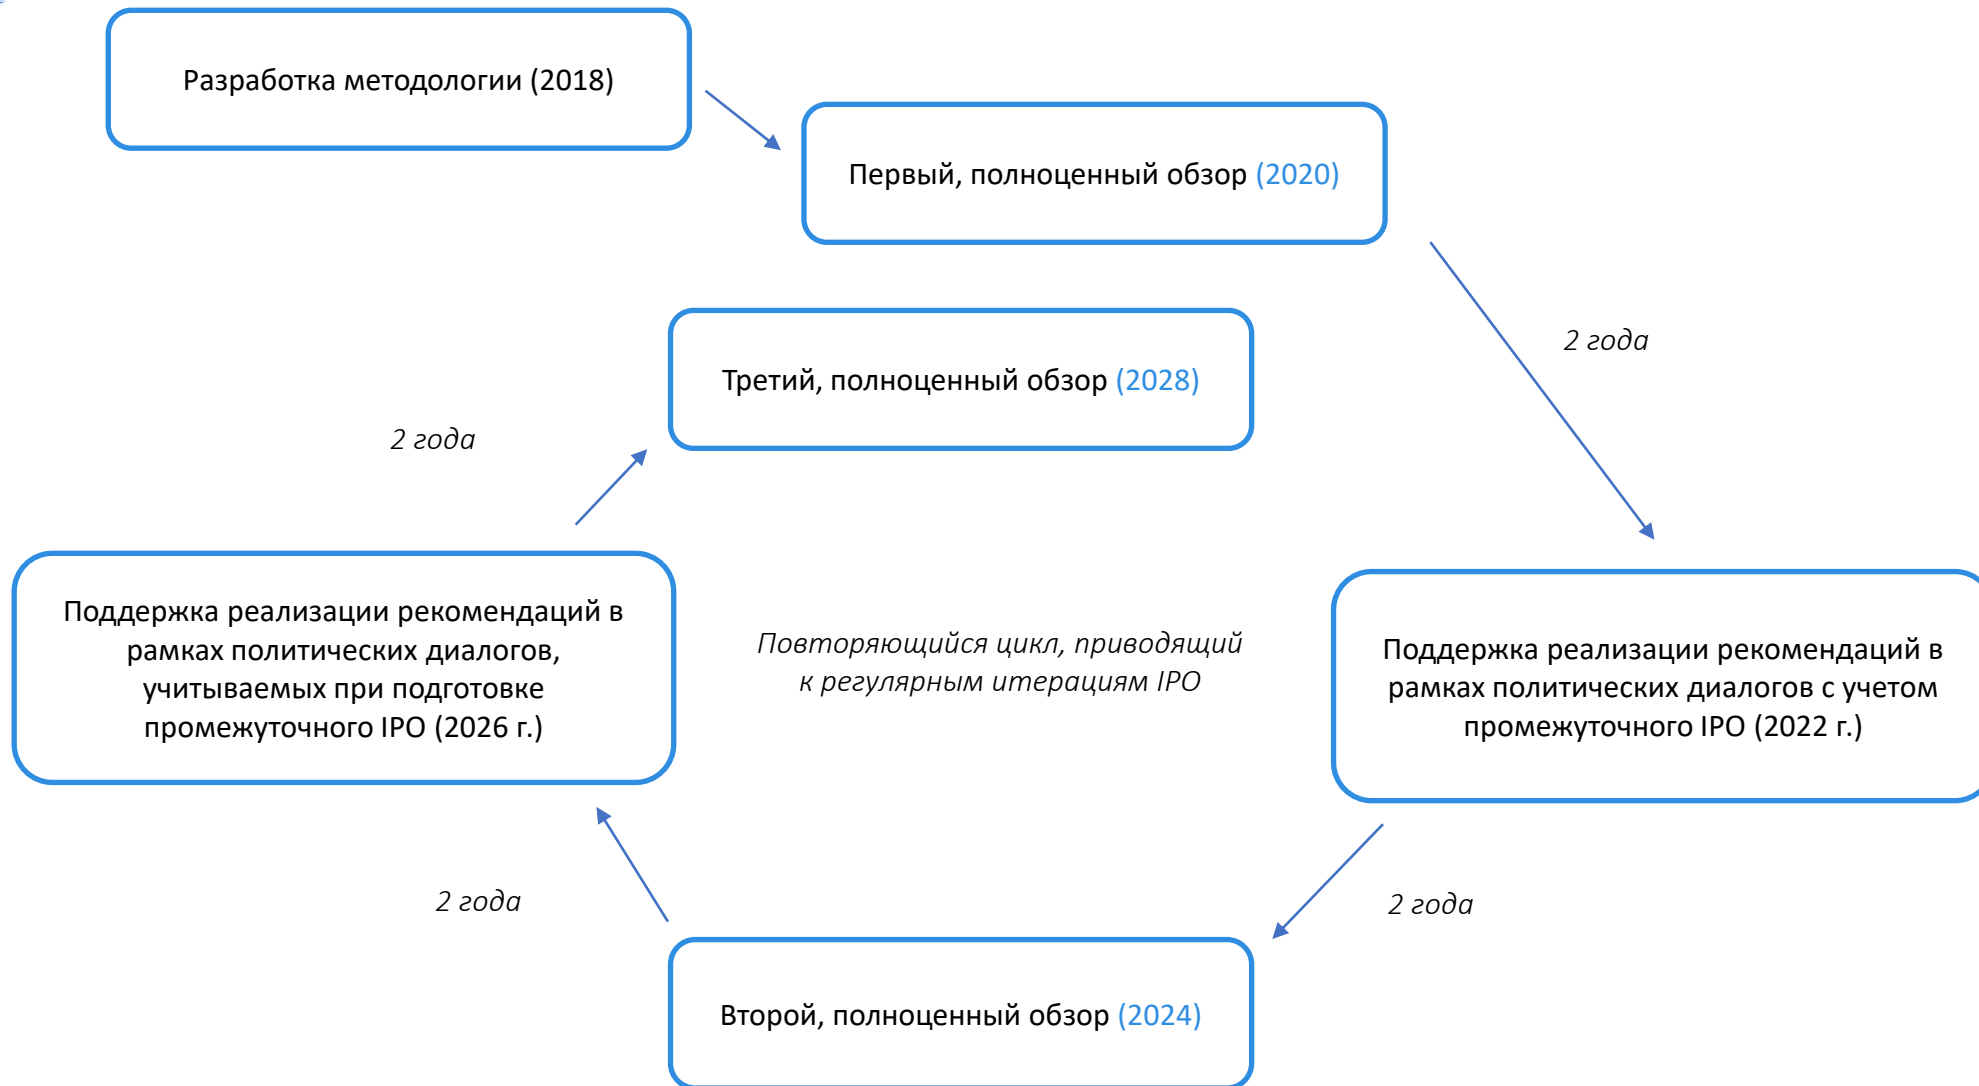 Разработка методологии (2018)
Первый, полноценный обзор (2020)
2 года
Третий, полноценный обзор (2028)
2 года
Поддержка реализации рекомендаций в
рамках политических диалогов,
учитываемых при подготовке
промежуточного IPO (2026 г.)
Повторяющийся цикл, приводящий
к регулярным итерациям IPO
Поддержка реализации рекомендаций в
рамках политических диалогов с учетом
промежуточного IPO (2022 г.)
2 года
2 года
Второй, полноценный обзор (2024)